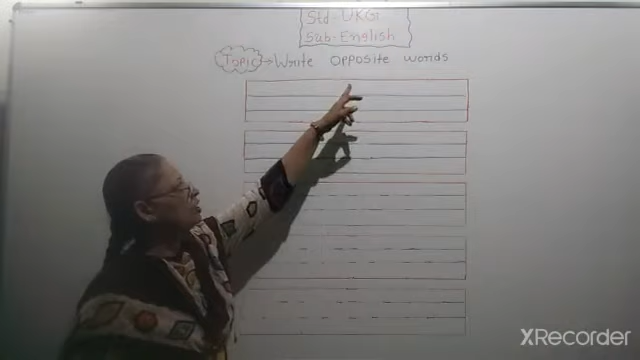 Std - UKG
Sub - English
Topic → Write opposite words
XRecorder